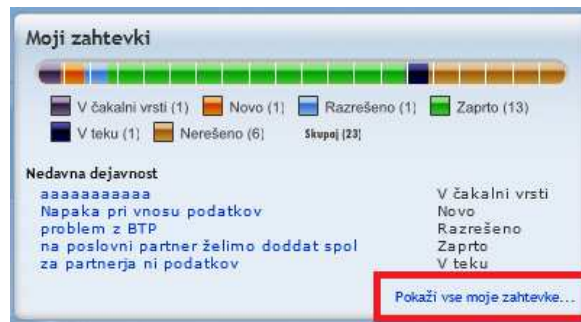 Moji zahtevki
V čakalni vrsti (1) Novo (1) Razrešeno (1) Zaprto (13)
V teku (1) Nerešeno (6) Skupaj (23)
Nedavna dejavnost
aaaaaaaaaaa V čakalni vrsti
Napaka pri vnosu podatkov Novo
problem z BTP Razrešeno
na poslovni partner želimo doddat spol Zaprto
za partnerja ni podatkov V teku
Pokaži vse moje zahtevke...